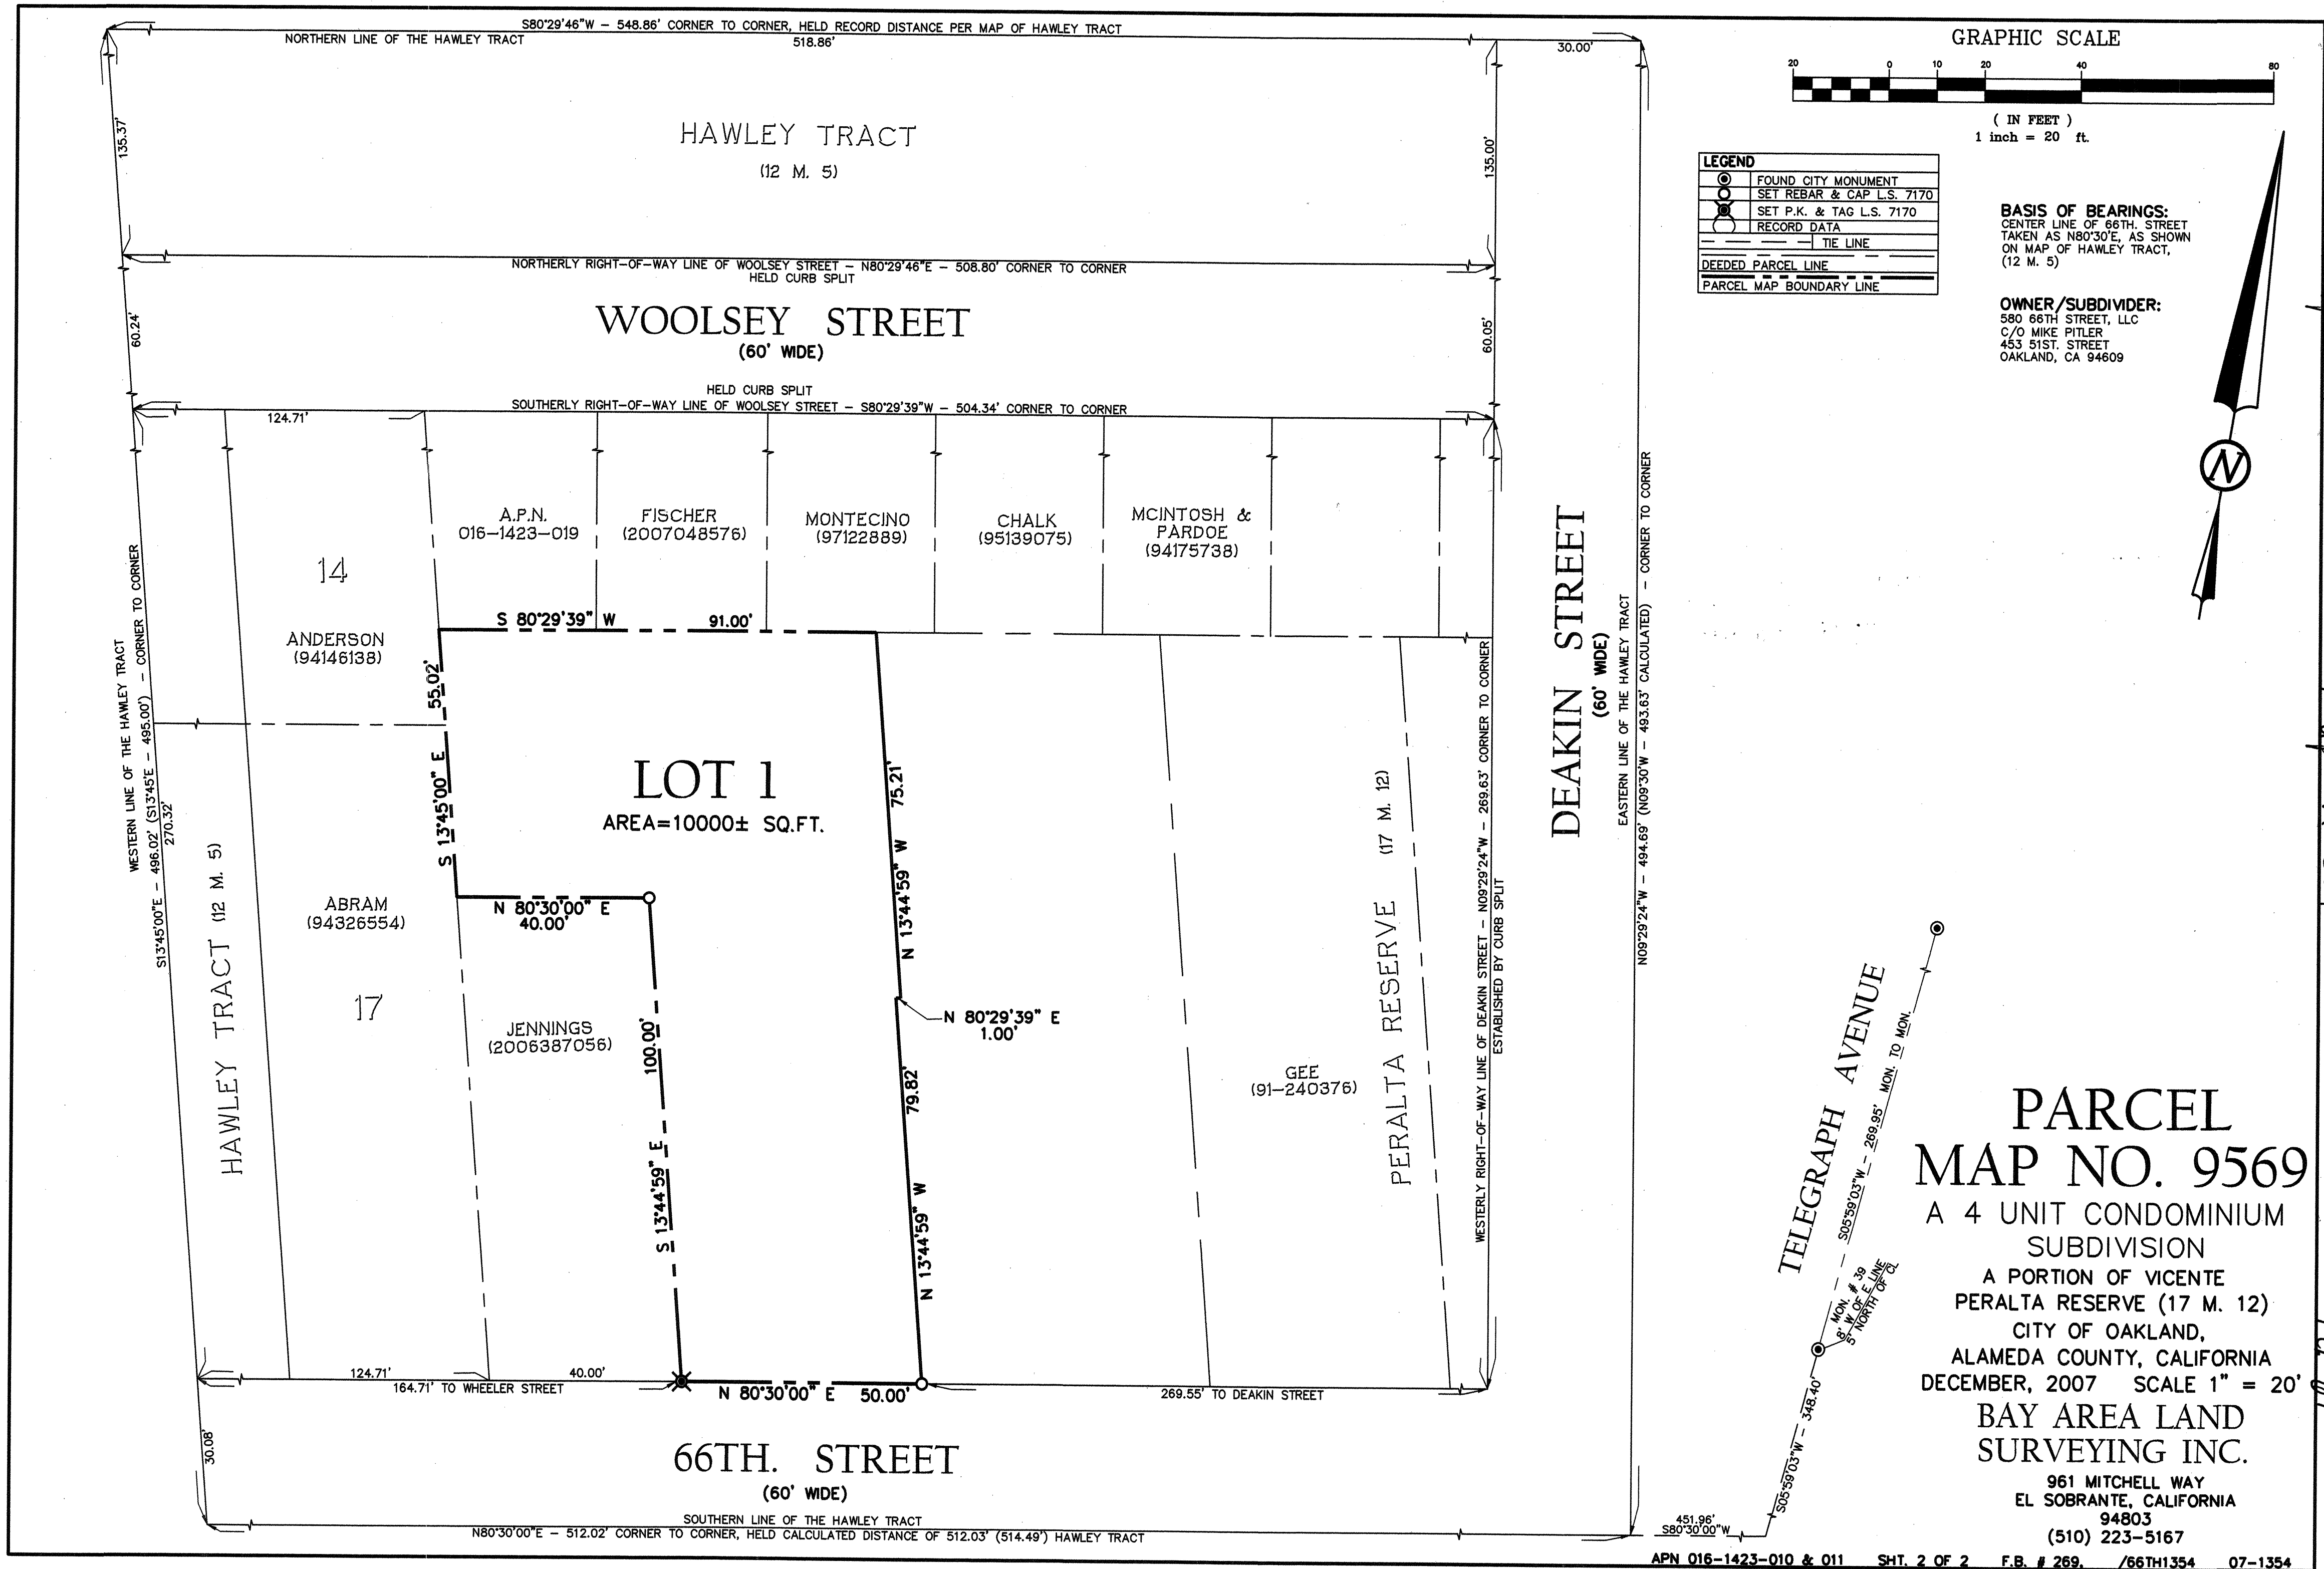 S80°29'46"W – 548.86' CORNER TO CORNER, HELD RECORD DISTANCE PER MAP OF HAWLEY TRACT
NORTHERN LINE OF THE HAWLEY TRACT
518.86'
30.00'
135.37'
HAWLEY TRACT
(12 M. 5)
135.00'
NORTHERLY RIGHT-OF-WAY LINE OF WOOLSEY STREET – N80°29'46"E – 508.80' CORNER TO CORNER
HELD CURB SPLIT
60.24'
WOOLSEY STREET
(60' WIDE)
60.05'
HELD CURB SPLIT
SOUTHERLY RIGHT-OF-WAY LINE OF WOOLSEY STREET – S80°29'39"W – 504.34' CORNER TO CORNER
124.71'
A.P.N.
016-1423-019
FISCHER
(2007048576)
MONTECINO
(97122889)
CHALK
(95139075)
MCINTOSH &
PARDOE
(94175738)
14
ANDERSON
(94146138)
S 80°29'39" W 91.00'
S 13°45'00" E 55.02'
LOT 1
AREA=10000± SQ.FT.
N 13°44'59" W 75.21'
WESTERN LINE OF THE HAWLEY TRACT
S13°45'00"E – 496.02' (S13°45'E – 495.00') – CORNER TO CORNER
270.32'
HAWLEY TRACT (12 M. 5)
ABRAM
(94326554)
17
N 80°30'00" E
40.00'
JENNINGS
(2006387056)
S 13°44'59" E 100.00'
N 80°29'39" E
1.00'
N 13°44'59" W 79.82'
GEE
(91-240376)
PERALTA RESERVE (17 M. 12)
WESTERLY RIGHT-OF-WAY LINE OF DEAKIN STREET – N09°29'24"W – 269.63' CORNER TO CORNER
ESTABLISHED BY CURB SPLIT
DEAKIN STREET
(60' WIDE)
EASTERN LINE OF THE HAWLEY TRACT
N09°29'24"W – 494.69' (N09°30'W – 493.63' CALCULATED) – CORNER TO CORNER
124.71'
40.00'
164.71' TO WHEELER STREET
N 80°30'00" E 50.00'
269.55' TO DEAKIN STREET
30.08'
66TH. STREET
(60' WIDE)
SOUTHERN LINE OF THE HAWLEY TRACT
N80°30'00"E – 512.02' CORNER TO CORNER, HELD CALCULATED DISTANCE OF 512.03' (514.49') HAWLEY TRACT
451.96'
S80°30'00"W
GRAPHIC SCALE
20 0 10 20 40 80
( IN FEET )
1 inch = 20 ft.
LEGEND
FOUND CITY MONUMENT
SET REBAR & CAP L.S. 7170
SET P.K. & TAG L.S. 7170
RECORD DATA
TIE LINE
DEEDED PARCEL LINE
PARCEL MAP BOUNDARY LINE
BASIS OF BEARINGS:
CENTER LINE OF 66TH. STREET
TAKEN AS N80°30'E, AS SHOWN
ON MAP OF HAWLEY TRACT,
(12 M. 5)
OWNER/SUBDIVIDER:
580 66TH STREET, LLC
C/O MIKE PITLER
453 51ST. STREET
OAKLAND, CA 94609
N
TELEGRAPH AVENUE
S05°59'03"W – 269.95' MON. TO MON.
MON. # 39
8' W OF E LINE
5' NORTH OF CL
S05°59'03"W – 348.40'
PARCEL
MAP NO. 9569
A 4 UNIT CONDOMINIUM
SUBDIVISION
A PORTION OF VICENTE
PERALTA RESERVE (17 M. 12)
CITY OF OAKLAND,
ALAMEDA COUNTY, CALIFORNIA
DECEMBER, 2007 SCALE 1" = 20'
BAY AREA LAND
SURVEYING INC.
961 MITCHELL WAY
EL SOBRANTE, CALIFORNIA
94803
(510) 223-5167
APN 016-1423-010 & 011 SHT. 2 OF 2 F.B. # 269, /66TH1354 07-1354